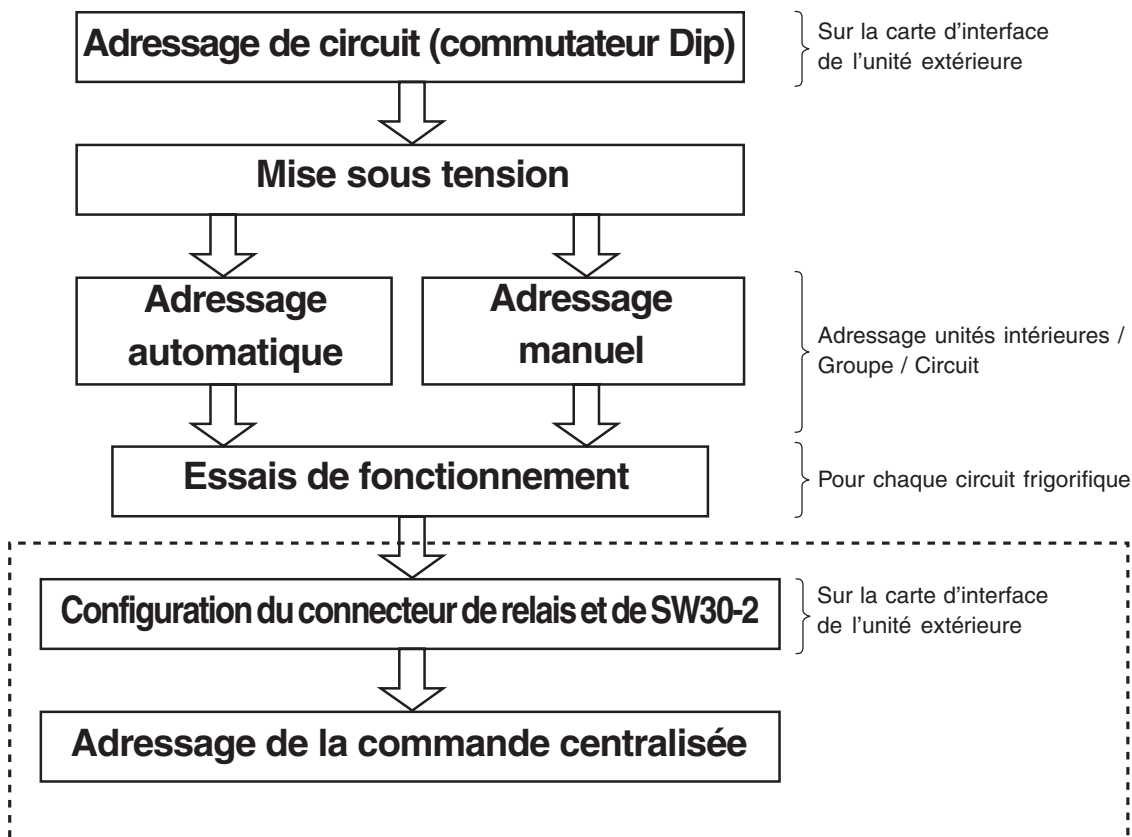 Adressage de circuit (commutateur Dip)
Sur la carte d'interface
de l'unité extérieure
Mise sous tension
Adressage
automatique
Adressage
manuel
Adressage unités intérieures /
Groupe / Circuit
Essais de fonctionnement
Pour chaque circuit frigorifique
Configuration du connecteur de relais et de SW30-2
Sur la carte d'interface
de l'unité extérieure
Adressage de la commande centralisée